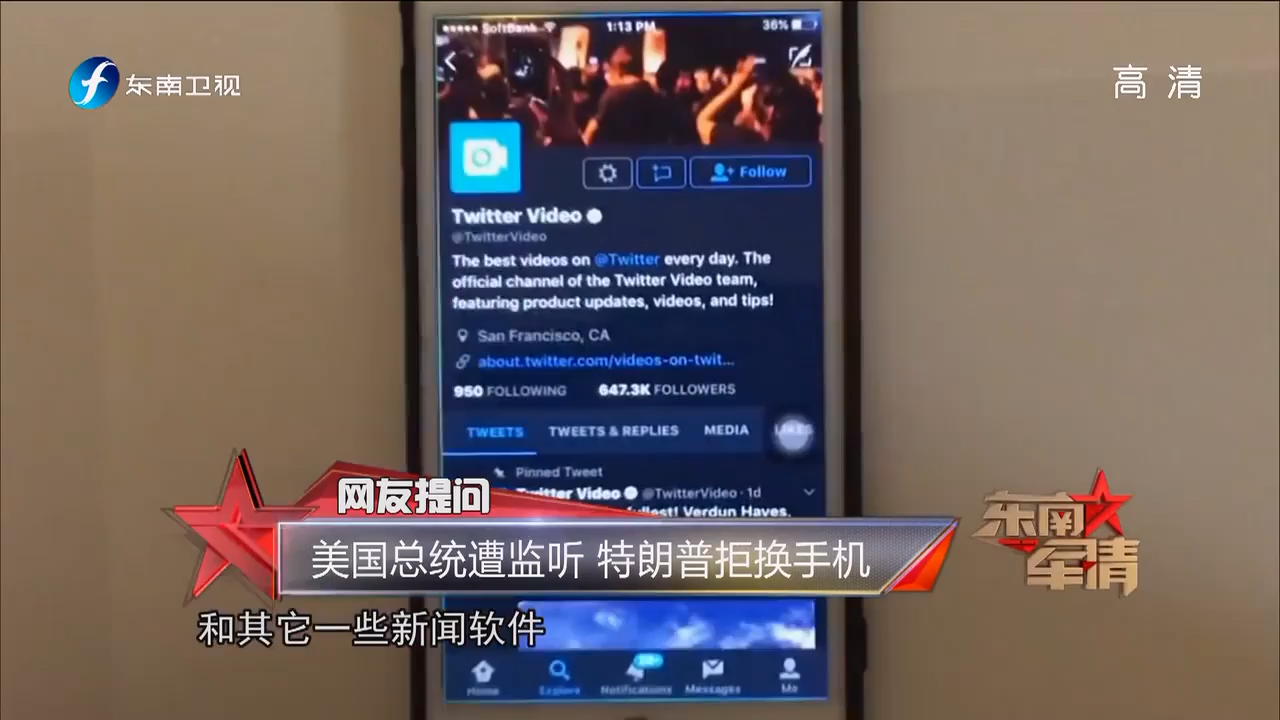 SoftBank 1:13 PM 36%
东南卫视
高清
Follow
Twitter Video
@TwitterVideo
The best videos on @Twitter every day. The
official channel of the Twitter Video team,
featuring product updates, videos, and tips!
San Francisco, CA
about.twitter.com/videos-on-twit...
950 FOLLOWING 647.3K FOLLOWERS
TWEETS TWEETS & REPLIES MEDIA LIKES
Pinned Tweet
Twitter Video @TwitterVideo · 1d
Verdun Hayes,
网友提问
美国总统遭监听 特朗普拒换手机
东南军情
和其它一些新闻软件
Home Explore Notifications Messages Me